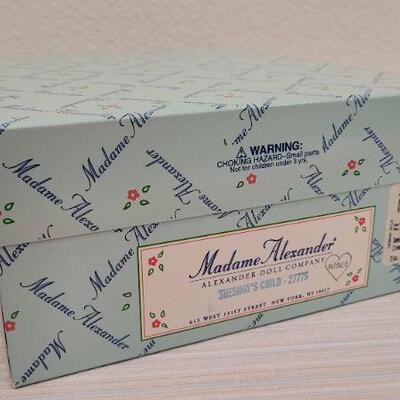 Madame Alexander
Madame Alexander
Madame Alexander
⚠ WARNING:
CHOKING HAZARD-Small parts
Not for children under 3 yrs.
Madame Alexander
Madame Alexander
Madame Alexander®
ALEXANDER DOLL COMPANY
TUESDAY'S CHILD - 27775
615 WEST 131ST STREET NEW YORK, NY 10027
Madame Alexander
Madame Alexander